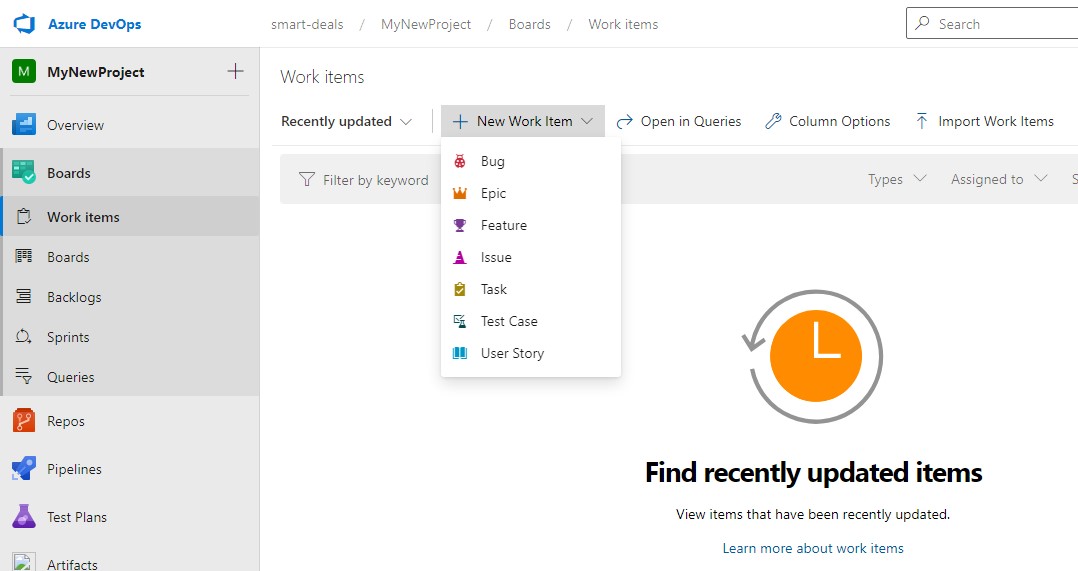 Azure DevOps
smart-deals / MyNewProject / Boards / Work items
Search
M
MyNewProject
Overview
Boards
Work items
Boards
Backlogs
Sprints
Queries
Repos
Pipelines
Test Plans
Artifacts
Work items
Recently updated
New Work Item
Open in Queries
Column Options
Import Work Items
Filter by keyword
Types
Assigned to
S
Bug
Epic
Feature
Issue
Task
Test Case
User Story
Find recently updated items
View items that have been recently updated.
Learn more about work items